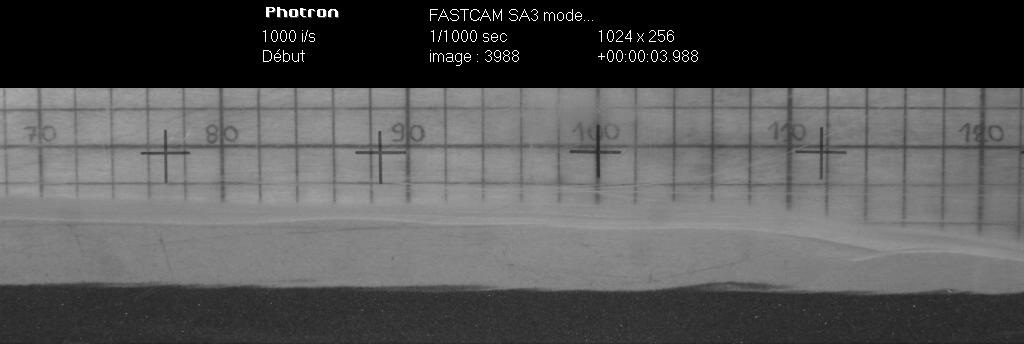 Photron
FASTCAM SA3 mode...
1000 i/s
1/1000 sec
1024 x 256
Début
image : 3988
+00:00:03.988
70
80
90
100
110
120